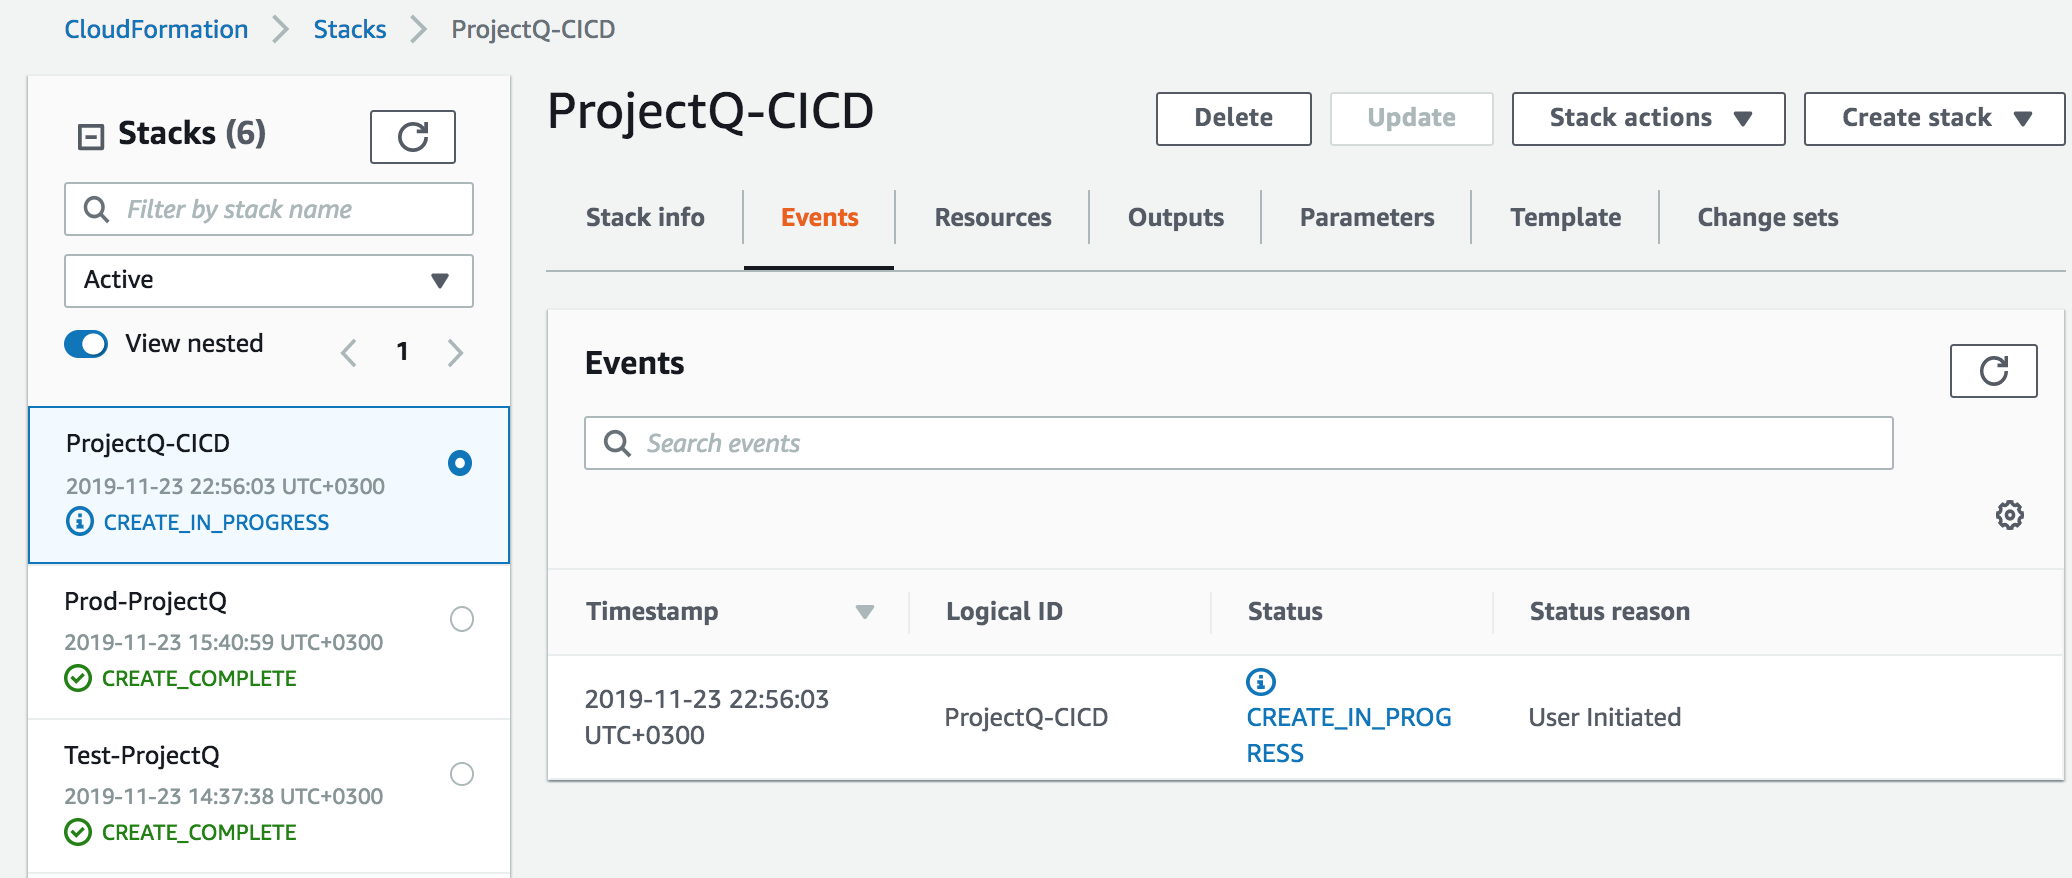 CloudFormation > Stacks > ProjectQ-CICD
Stacks (6)
Filter by stack name
Active
View nested
1
ProjectQ-CICD
2019-11-23 22:56:03 UTC+0300
CREATE_IN_PROGRESS
Prod-ProjectQ
2019-11-23 15:40:59 UTC+0300
CREATE_COMPLETE
Test-ProjectQ
2019-11-23 14:37:38 UTC+0300
CREATE_COMPLETE
ProjectQ-CICD
Delete
Update
Stack actions
Create stack
Stack info
Events
Resources
Outputs
Parameters
Template
Change sets
Events
Search events
Timestamp
Logical ID
Status
Status reason
2019-11-23 22:56:03
UTC+0300
ProjectQ-CICD
CREATE_IN_PROG
RESS
User Initiated